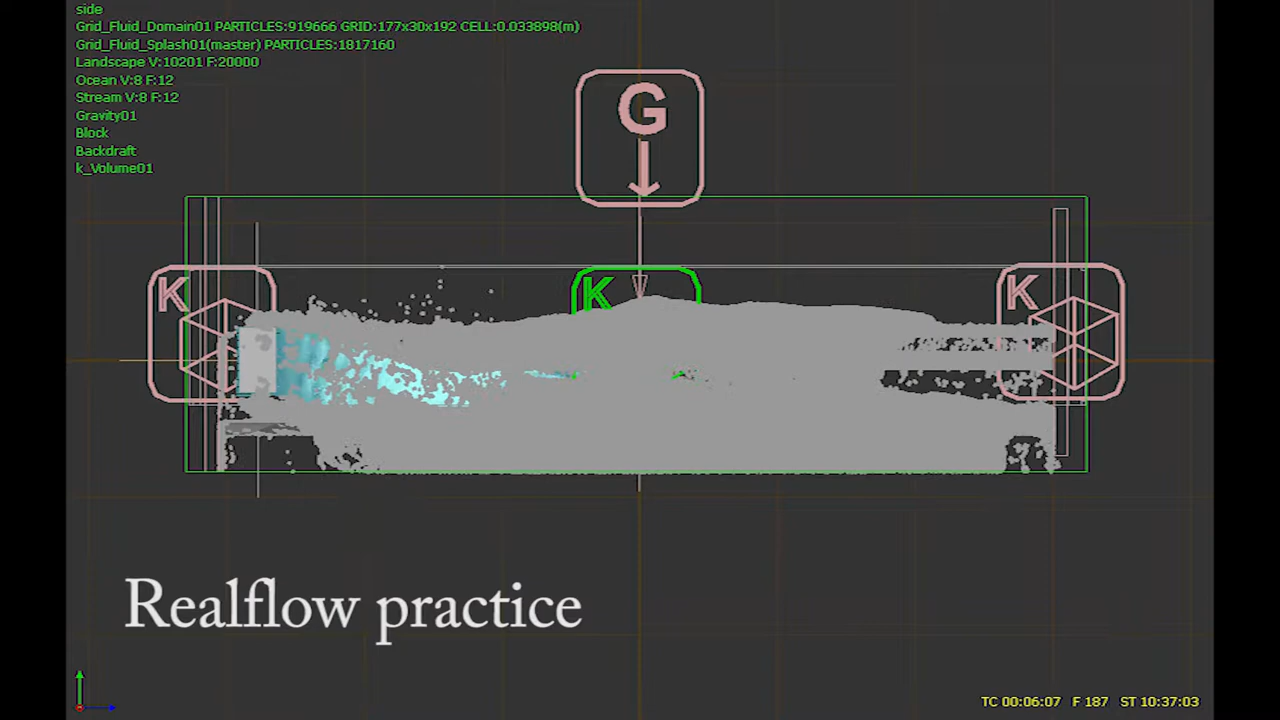 side
Grid_Fluid_Domain01 PARTICLES:919666 GRID:177x30x192 CELL:0.033898(m)
Grid_Fluid_Splash01(master) PARTICLES:1817160
Landscape V:10201 F:20000
Ocean V:8 F:12
Stream V:8 F:12
Gravity01
Block
Backdraft
k_Volume01
G
K
K
K
Realflow practice
TC 00:06:07 F 187 ST 10:37:03